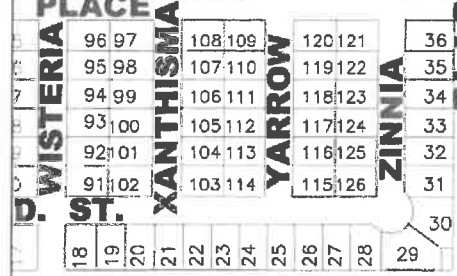 PLACE
WISTERIA
XANTHISMA
YARROW
ZINNIA
96 97 108 109 120 121 36
95 98 107 110 119 122 35
94 99 106 111 118 123 34
93 100 105 112 117 124 33
92 101 104 113 116 125 32
91 102 103 114 115 126 31
D. ST.
30
18 19 20 21 22 23 24 25 26 27 28 29